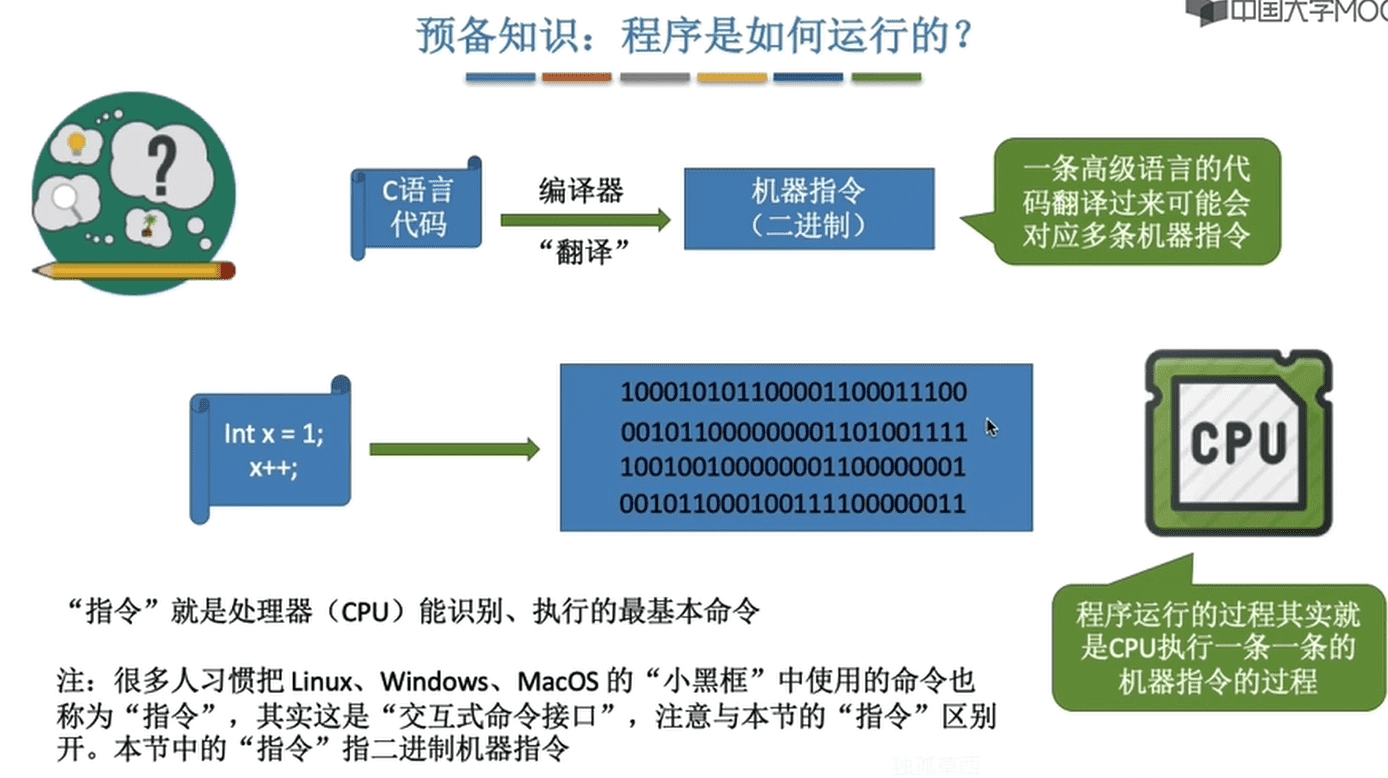 中国大学MOC
预备知识：程序是如何运行的？
C语言
代码
编译器
“翻译”
机器指令
（二进制）
一条高级语言的代
码翻译过来可能会
对应多条机器指令
Int x = 1;
x++;
100010101100001100011100
001011000000001101001111
100100100000001100000001
001011000100111100000011
CPU
“指令”就是处理器（CPU）能识别、执行的最基本命令
程序运行的过程其实就
是CPU执行一条一条的
机器指令的过程
注：很多人习惯把 Linux、Windows、MacOS 的“小黑框”中使用的命令也
称为“指令”，其实这是“交互式命令接口”，注意与本节的“指令”区别
开。本节中的“指令”指二进制机器指令